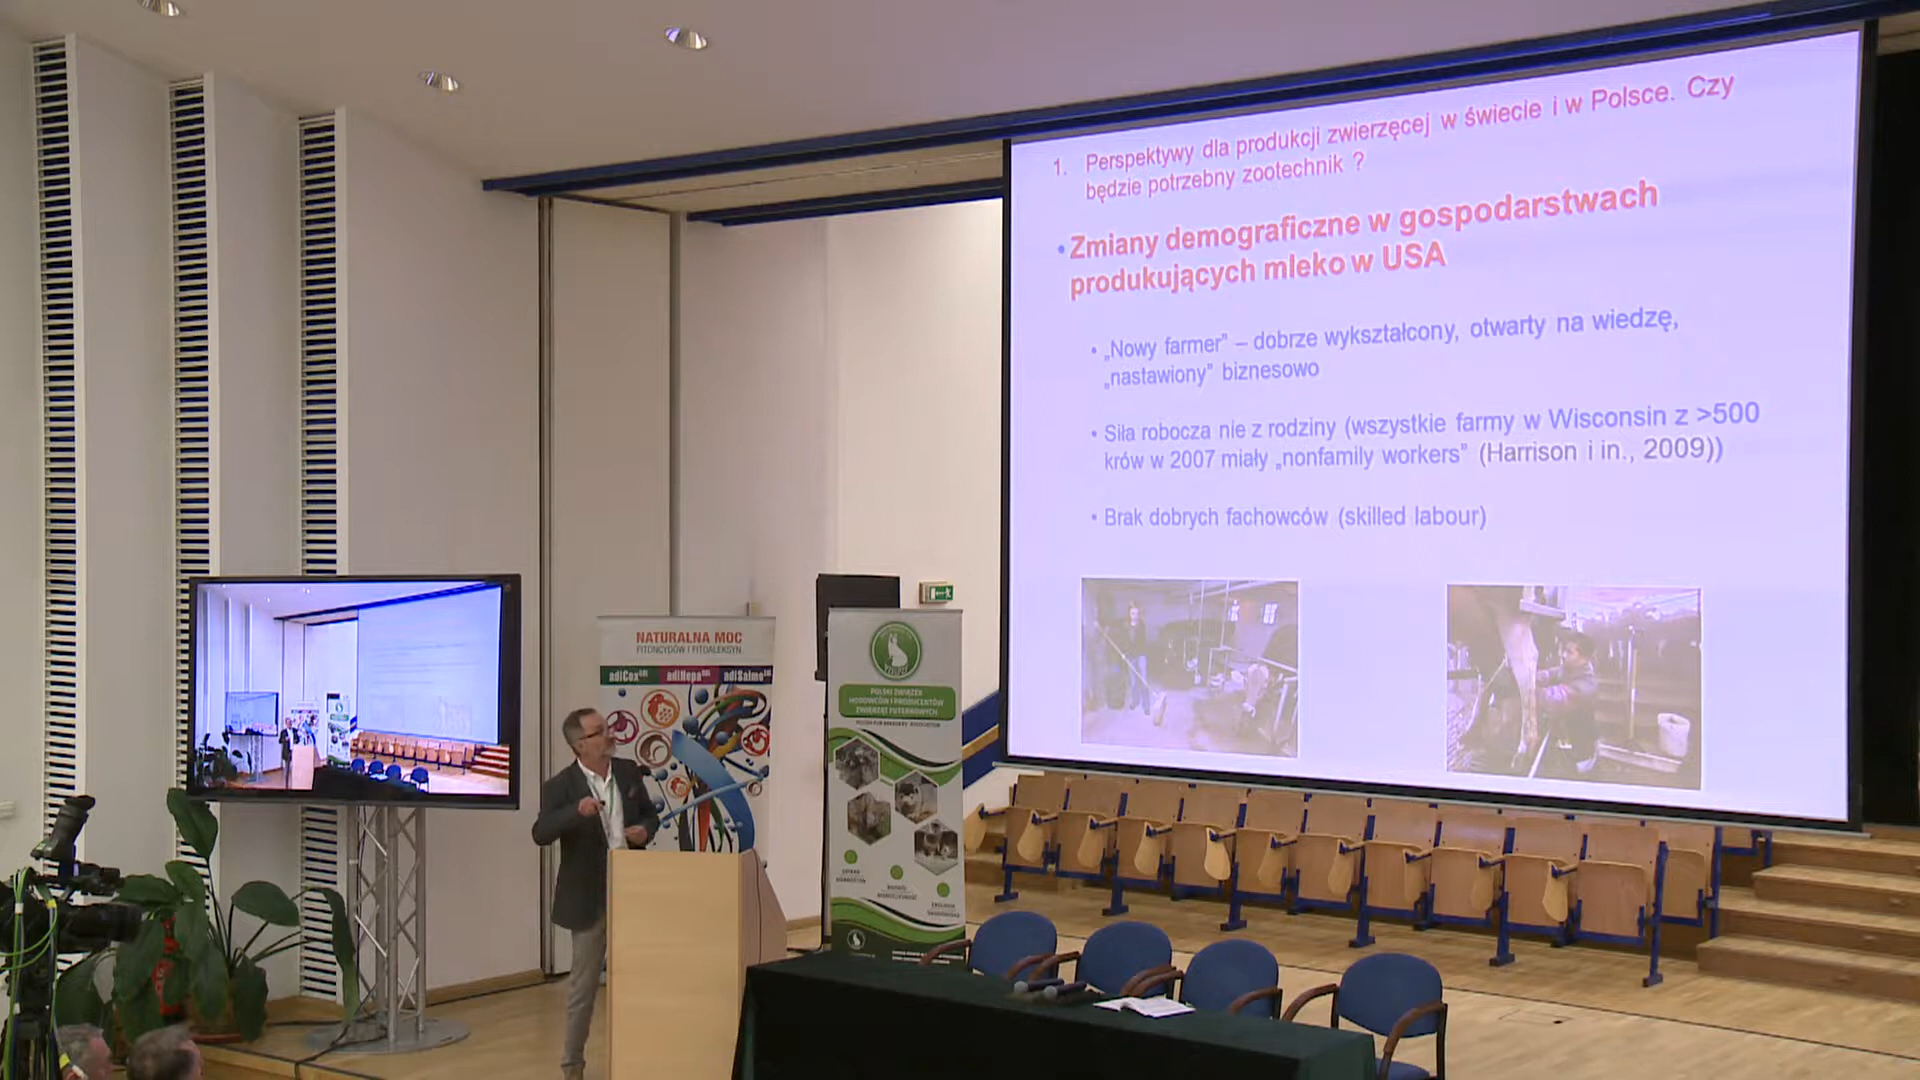 1. Perspektywy dla produkcji zwierzęcej w świecie i w Polsce. Czy
będzie potrzebny zootechnik ?
• Zmiany demograficzne w gospodarstwach
produkujących mleko w USA
• „Nowy farmer” – dobrze wykształcony, otwarty na wiedzę,
„nastawiony” biznesowo
• Siła robocza nie z rodziny (wszystkie farmy w Wisconsin z >500
krów w 2007 miały „nonfamily workers” (Harrison i in., 2009))
• Brak dobrych fachowców (skilled labour)
NATURALNA MOC
FITONCYDÓW I FITOALEKSYN
adiCox
adiHepa
adiSalmo
POLSKI ZWIĄZEK
HODOWCÓW I PRODUCENTÓW
ZWIERZĄT FUTERKOWYCH